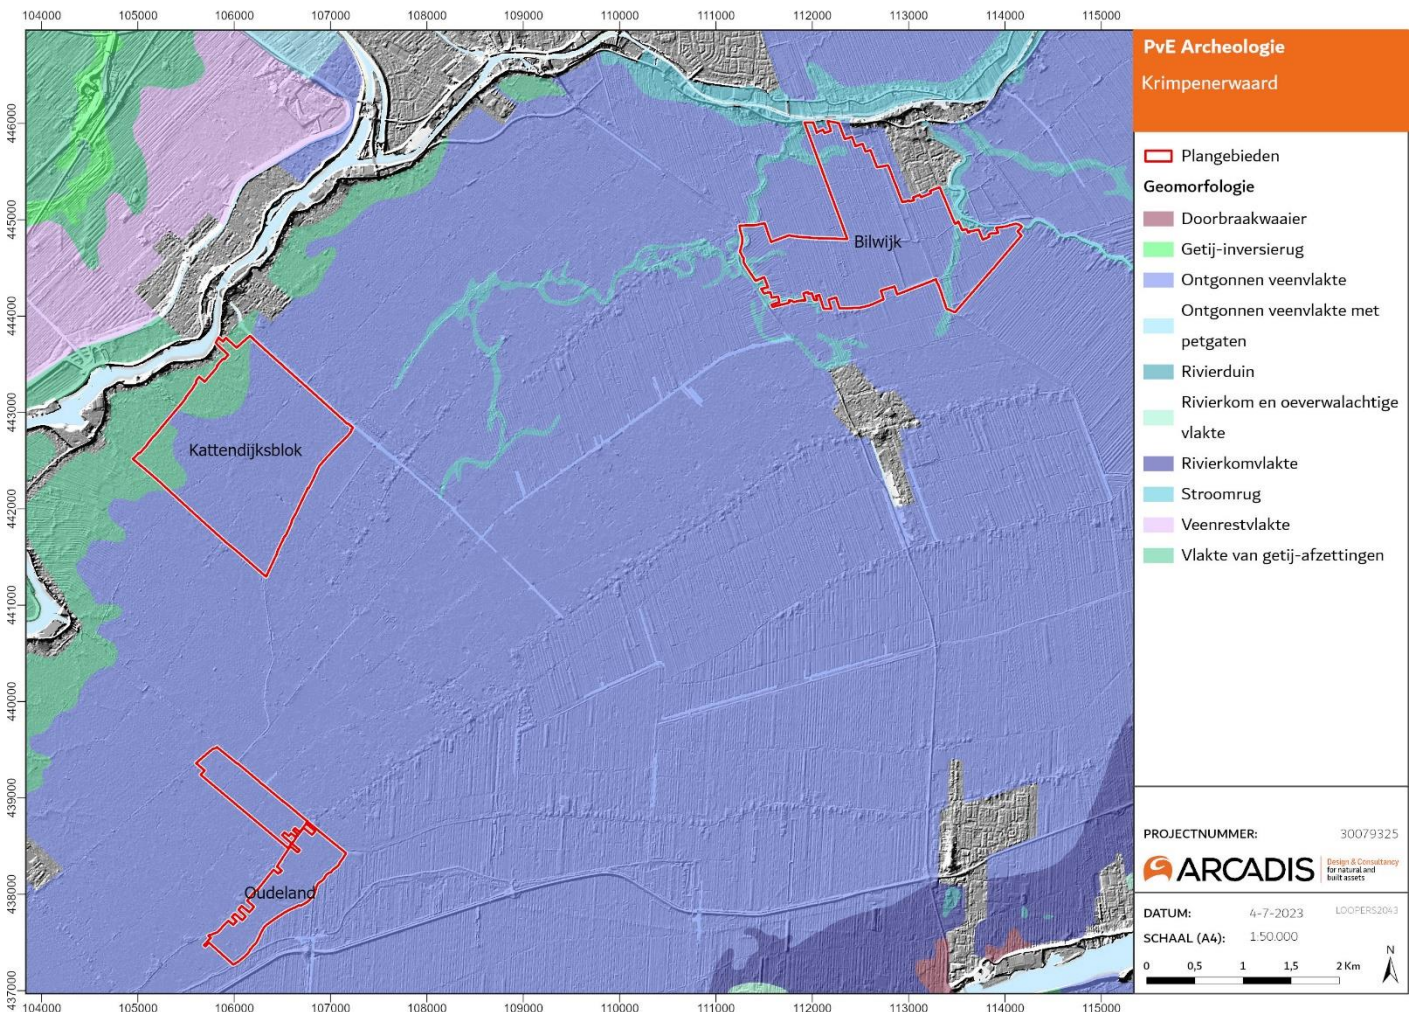 104000 105000 106000 107000 108000 109000 110000 111000 112000 113000 114000 115000
446000
445000
444000
443000
442000
441000
440000
439000
438000
437000
Bilwijk
Kattendijksblok
Oudeland
104000 105000 106000 107000 108000 109000 110000 111000 112000 113000 114000 115000
PvE Archeologie
Krimpenerwaard
Plangebieden
Geomorfologie
Doorbraakwaaier
Getij-inversierug
Ontgonnen veenvlakte
Ontgonnen veenvlakte met
petgaten
Rivierduin
Rivierkom en oeverwalachtige
vlakte
Rivierkomvlakte
Stroomrug
Veenrestvlakte
Vlakte van getij-afzettingen
PROJECTNUMMER: 30079325
ARCADIS
Design & Consultancy
for natural and
built assets
DATUM: 4-7-2023 LOOPERS2043
SCHAAL (A4): 1:50.000
N
0 0,5 1 1,5 2 Km